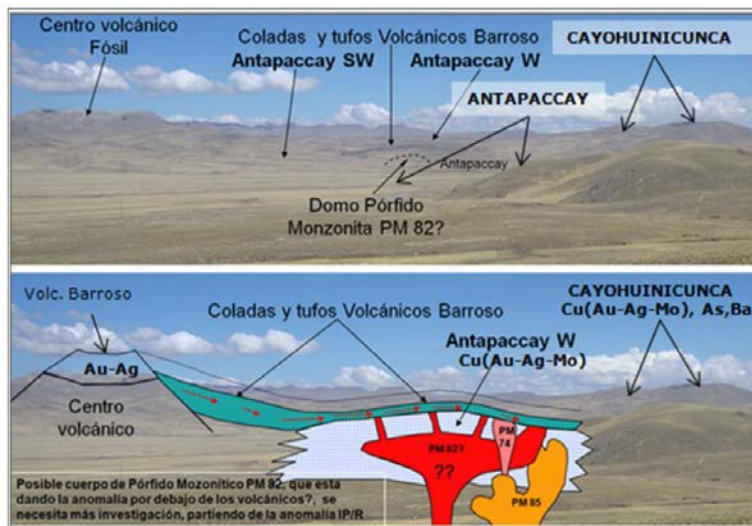 Centro volcánico
Fósil
Coladas y tufos Volcánicos Barroso
Antapaccay SW
Antapaccay W
CAYOHUINICUNCA
ANTAPACCAY
Antapaccay
Domo Pórfido
Monzonita PM 82?
Volc. Barroso
Au-Ag
Centro
volcánico
Coladas y tufos Volcánicos Barroso
Antapaccay W
Cu(Au-Ag-Mo)
CAYOHUINICUNCA
Cu(Au-Ag-Mo), As,Ba
PM 82?
??
PM
74
PM 85
Posible cuerpo de Pórfido Mozonítico PM 82, que esta
dando la anomalía por debajo de los volcánicos?, se
necesita más investigación, partiendo de la anomalía IP/R